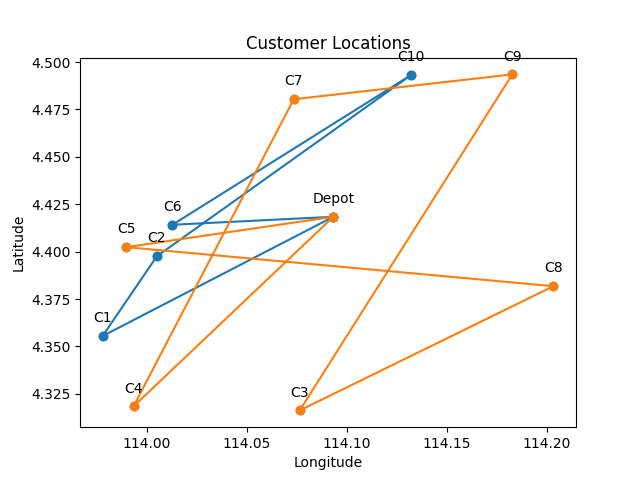 Customer Locations
C10
C9
C7
C6
Depot
C5
C2
C8
C1
C4
C3
4.500
4.475
4.450
4.425
4.400
4.375
4.350
4.325
Latitude
114.00
114.05
114.10
114.15
114.20
Longitude